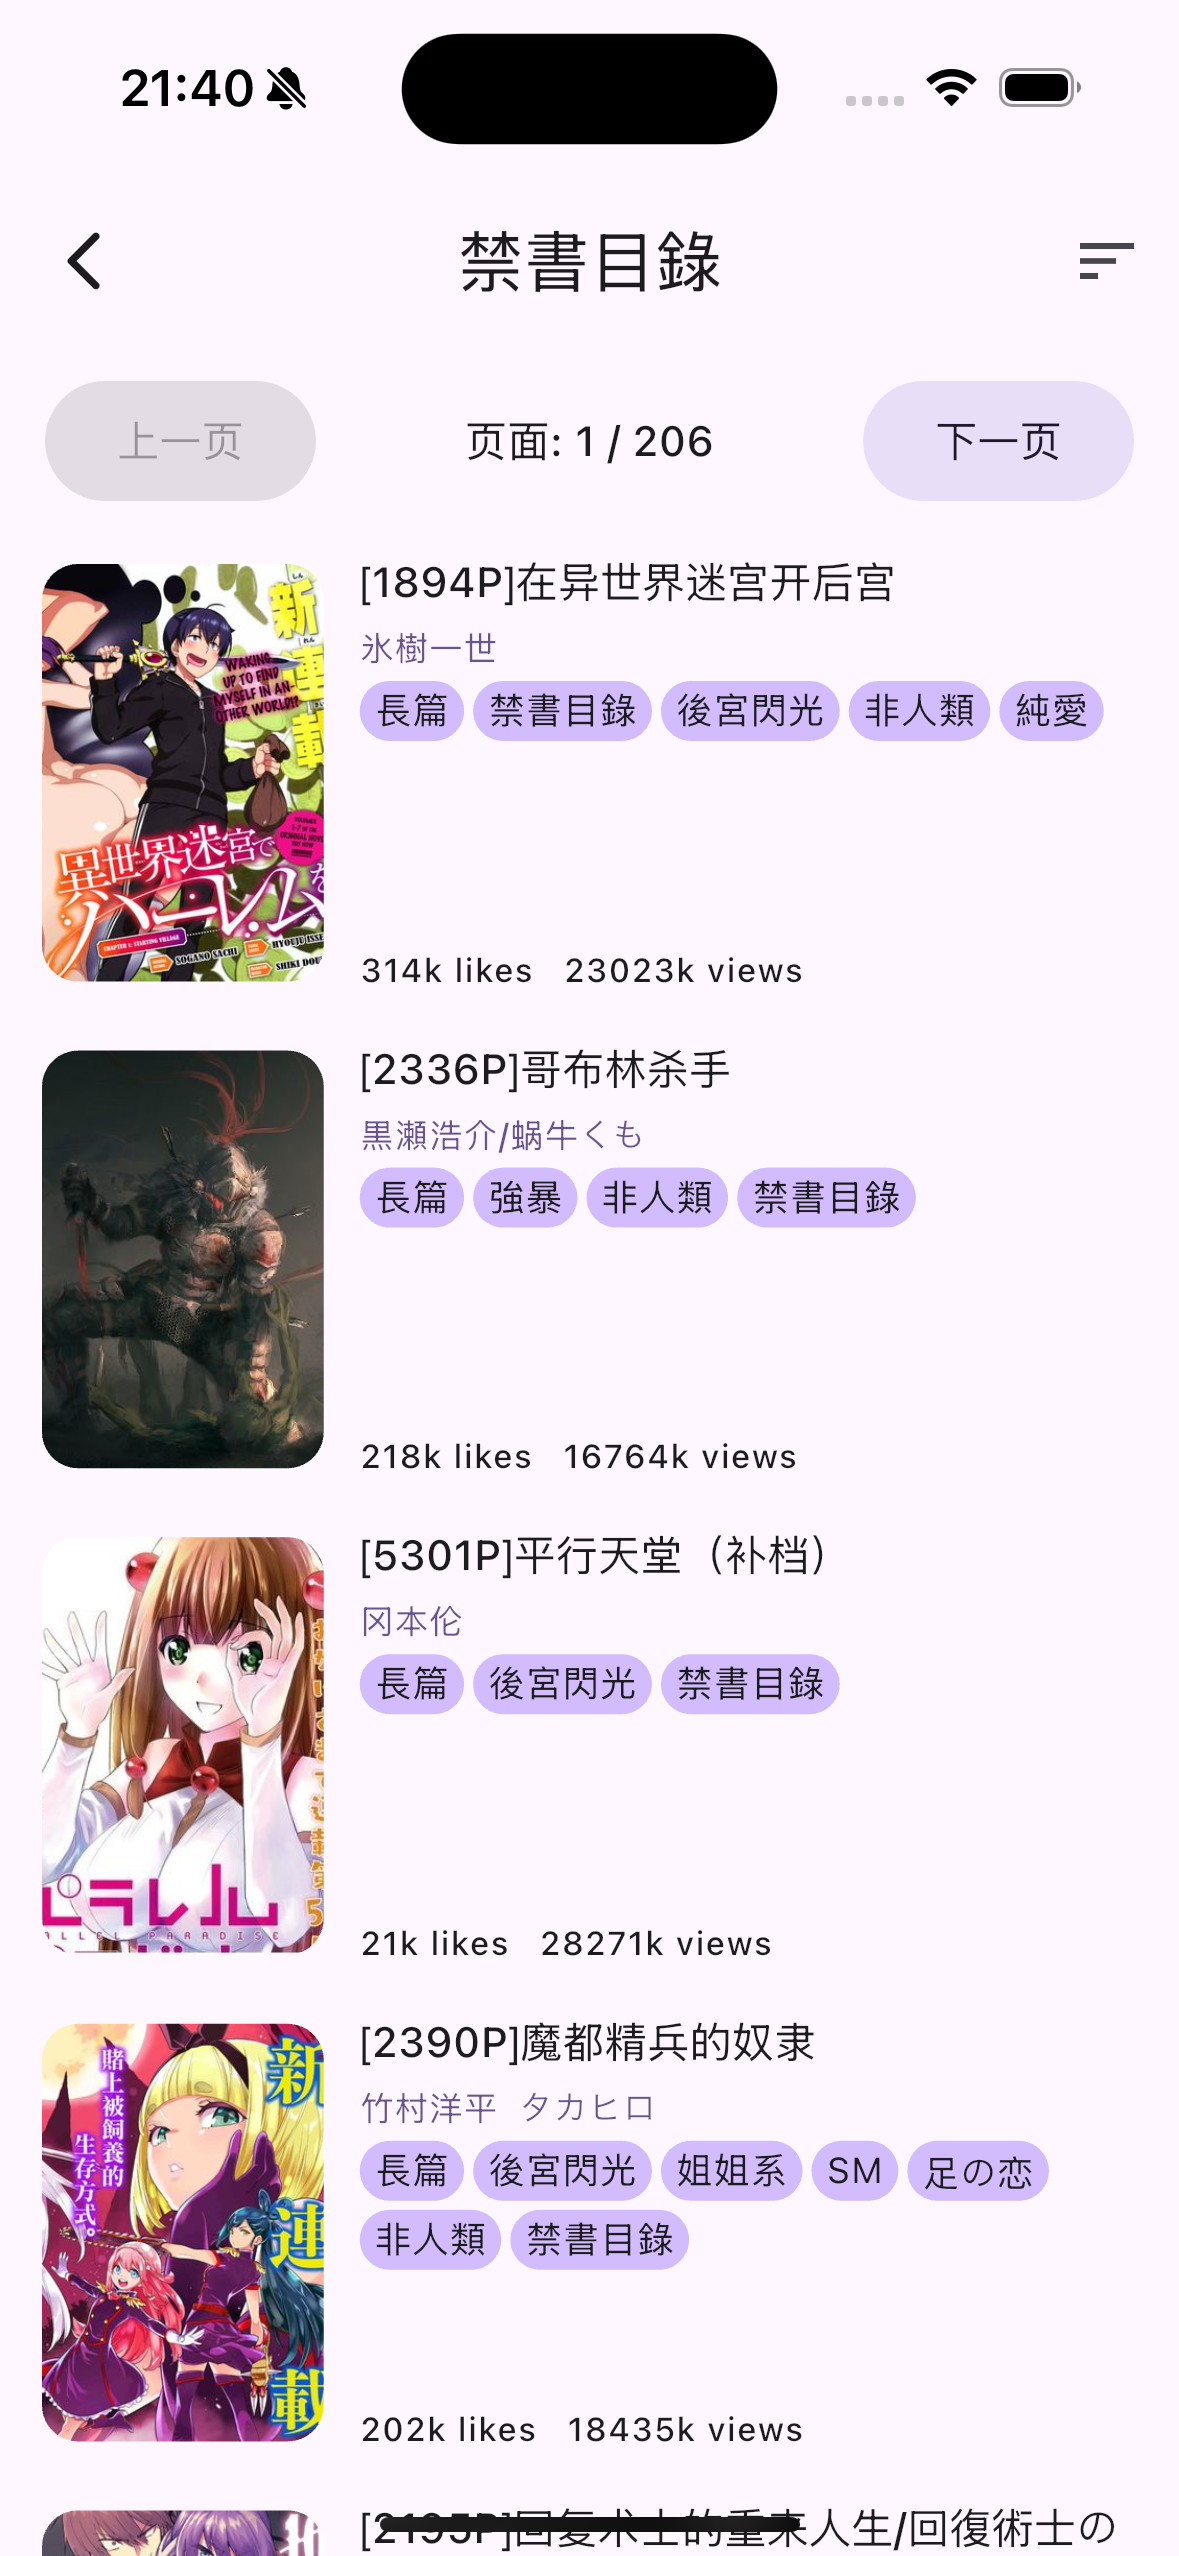 21:40
禁書目錄
上一页
页面: 1 / 206
下一页
新連載
WAKING
UP TO FIND
MYSELF IN AN-
OTHER WORLD!?
異世界迷宮で
ハーレムを
CHAPTER 1: STARTING VILLAGE
SOGANO SACHI
HYOUJU ISSE
SHIKI DOU
[1894P]在异世界迷宫开后宫
氷樹一世
長篇 禁書目錄 後宮閃光 非人類 純愛
314k likes 23023k views
[2336P]哥布林杀手
黒瀬浩介/蜗牛くも
長篇 強暴 非人類 禁書目錄
218k likes 16764k views
パラレル
ALLEL PARADISE
[5301P]平行天堂（补档）
冈本伦
長篇 後宮閃光 禁書目錄
21k likes 28271k views
新連載
賭上被飼養的
生存方式。
[2390P]魔都精兵的奴隶
竹村洋平 タカヒロ
長篇 後宮閃光 姐姐系 SM 足の恋
非人類 禁書目錄
202k likes 18435k views
[2195P]回复术士的重来人生/回復術士の